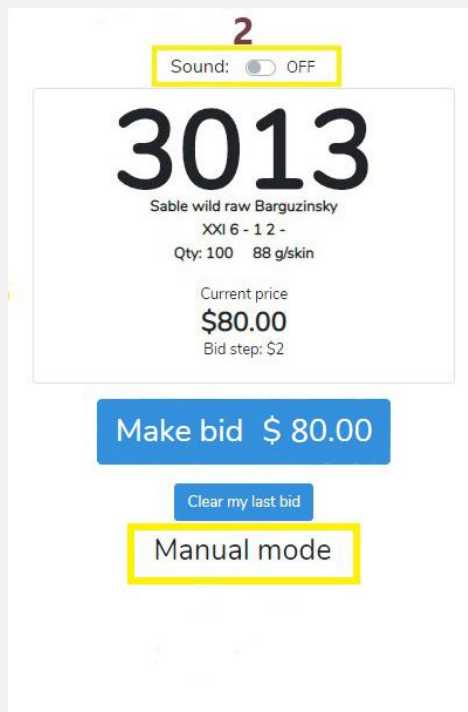 2
Sound: OFF
3013
Sable wild raw Barguzinsky
XXI 6 - 1 2 -
Qty: 100 88 g/skin
Current price
$80.00
Bid step: $2
Make bid $ 80.00
Clear my last bid
Manual mode